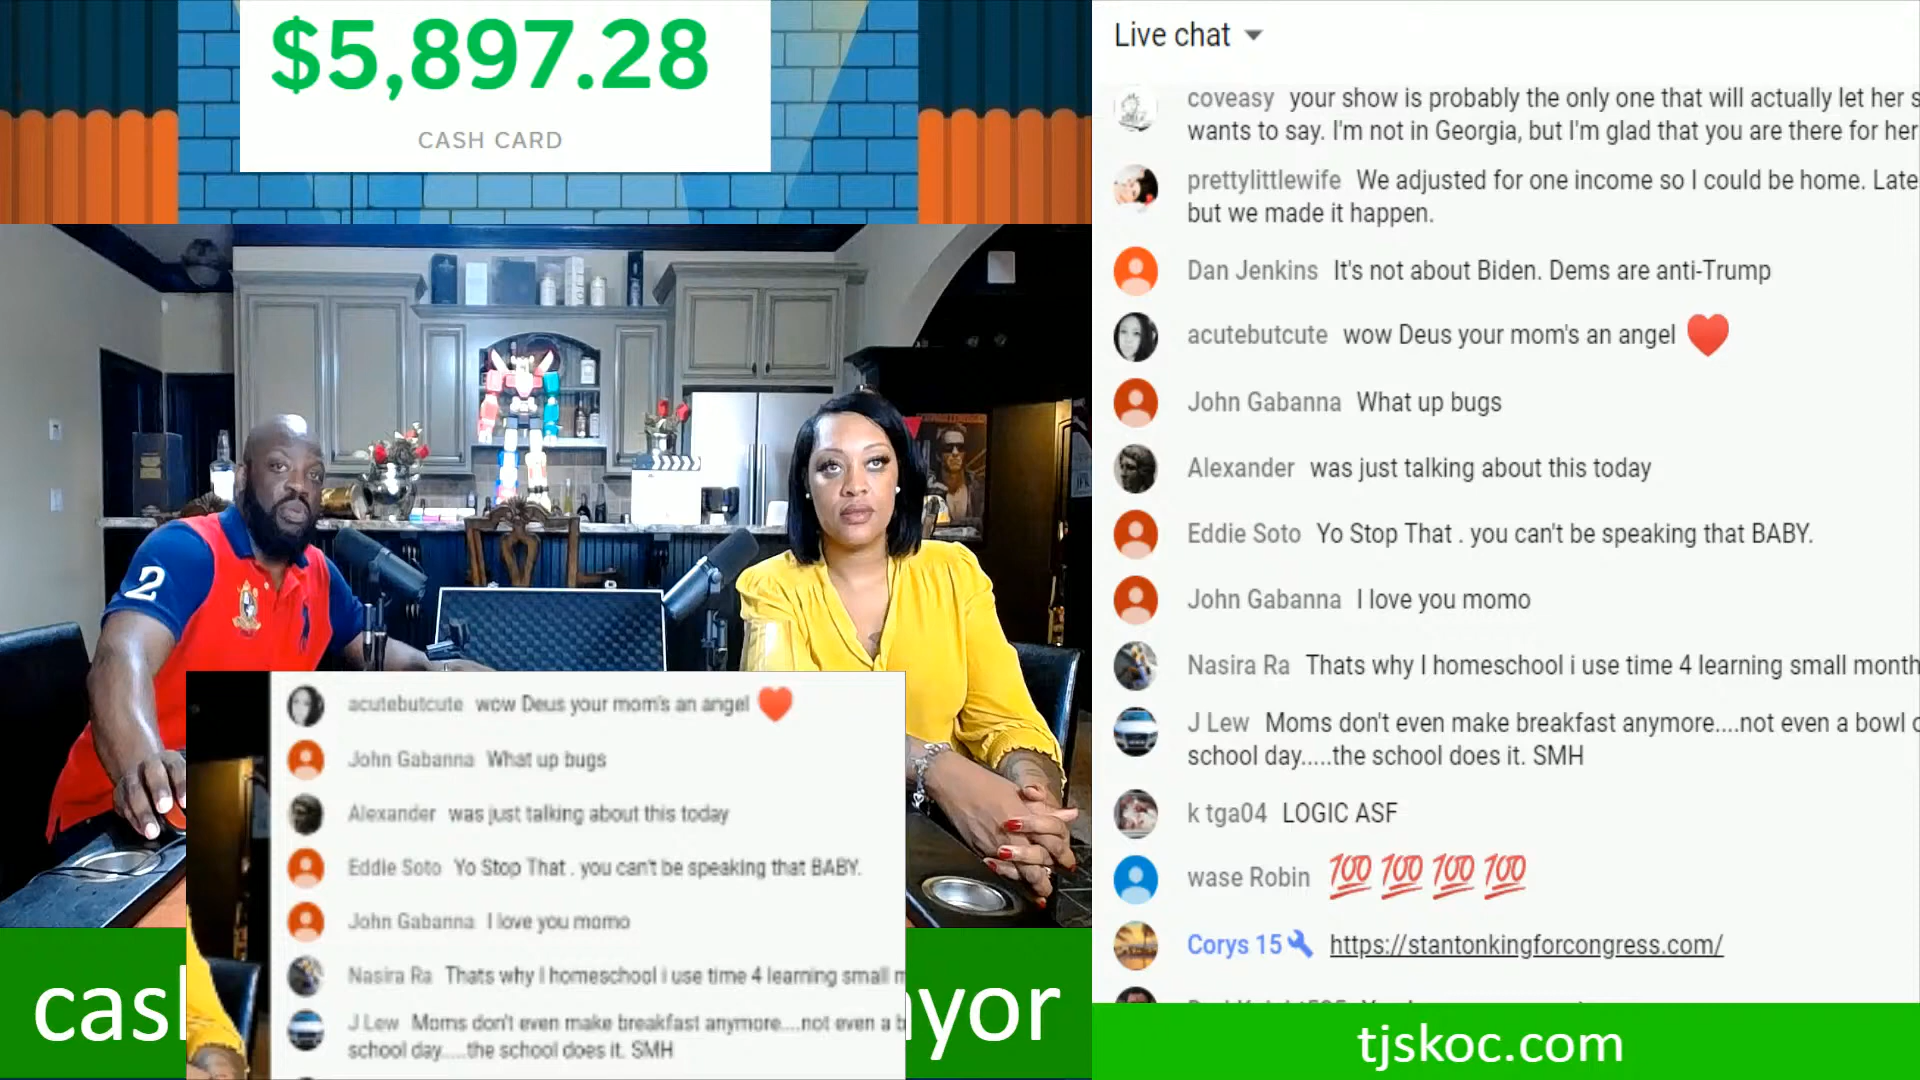 $5,897.28
CASH CARD
2
cas
yor
acutebutcute wow Deus your mom's an angel ❤️
John Gabanna What up bugs
Alexander was just talking about this today
Eddie Soto Yo Stop That . you can't be speaking that BABY.
John Gabanna I love you momo
Nasira Ra Thats why I homeschool i use time 4 learning small m
J Lew Moms don't even make breakfast anymore....not even a b
school day.....the school does it. SMH
Live chat
coveasy your show is probably the only one that will actually let her s
wants to say. I'm not in Georgia, but I'm glad that you are there for her
prettylittlewife We adjusted for one income so I could be home. Late
but we made it happen.
Dan Jenkins It's not about Biden. Dems are anti-Trump
acutebutcute wow Deus your mom's an angel ❤️
John Gabanna What up bugs
Alexander was just talking about this today
Eddie Soto Yo Stop That . you can't be speaking that BABY.
John Gabanna I love you momo
Nasira Ra Thats why I homeschool i use time 4 learning small month
J Lew Moms don't even make breakfast anymore....not even a bowl
school day.....the school does it. SMH
k tga04 LOGIC ASF
wase Robin 💯 💯 💯 💯
Corys 15 https://stantonkingforcongress.com/
tjskoc.com